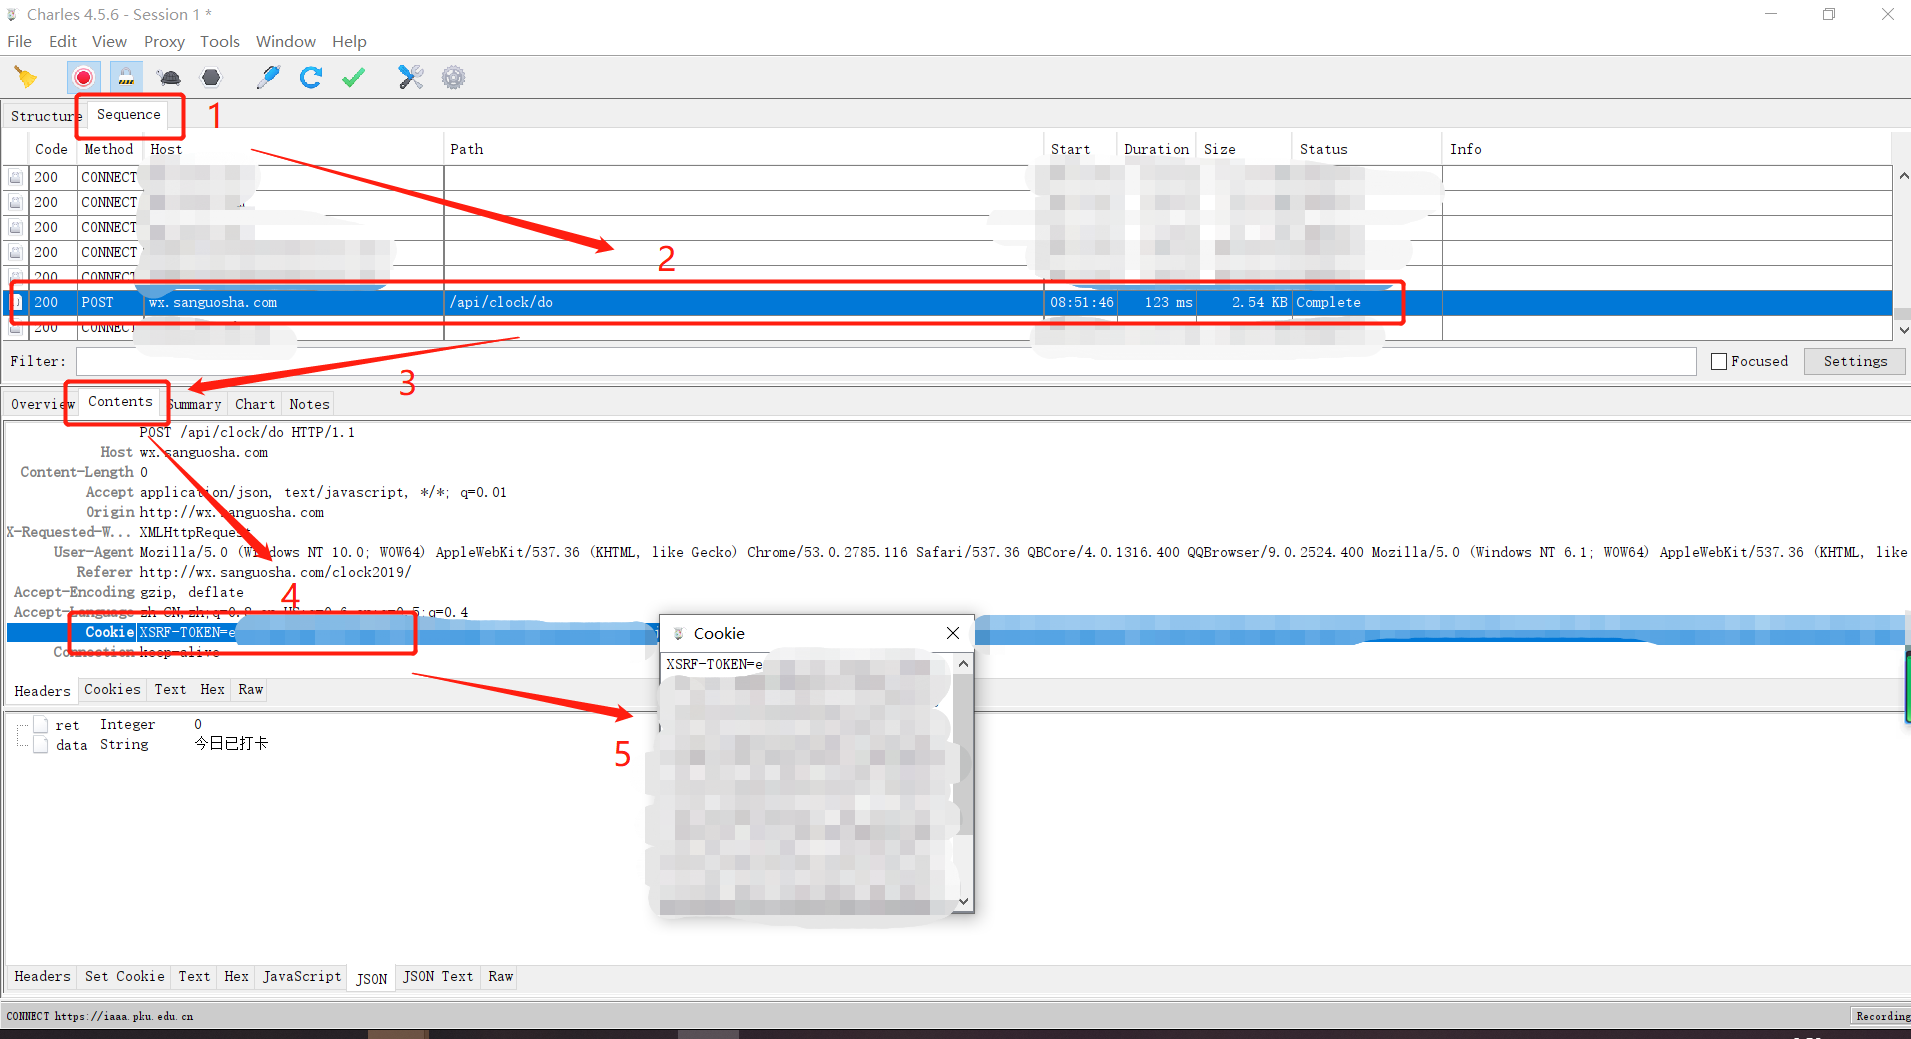 Charles 4.5.6 - Session 1 *
File Edit View Proxy Tools Window Help
Structure Sequence 1
Code Method Host Path Start Duration Size Status Info
200 CONNECT
200 CONNECT
200 CONNECT
200 CONNECT
2
200 CONNECT
200 POST wx.sanguosha.com /api/clock/do 08:51:46 123 ms 2.54 KB Complete
200 CONNECT
Filter: Focused Settings
3
Overview Contents Summary Chart Notes
POST /api/clock/do HTTP/1.1
Host wx.sanguosha.com
Content-Length 0
Accept application/json, text/javascript, */*; q=0.01
Origin http://wx.sanguosha.com
X-Requested-W... XMLHttpRequest
User-Agent Mozilla/5.0 (Windows NT 10.0; WOW64) AppleWebKit/537.36 (KHTML, like Gecko) Chrome/53.0.2785.116 Safari/537.36 QBCore/4.0.1316.400 QQBrowser/9.0.2524.400 Mozilla/5.0 (Windows NT 6.1; WOW64) AppleWebKit/537.36 (KHTML, like
Referer http://wx.sanguosha.com/clock2019/
Accept-Encoding gzip, deflate
4
Accept-Language zh-CN,zh;q=0.8,en-US;q=0.6,en;q=0.5;q=0.4
Cookie XSRF-TOKEN=e
Connection keep-alive
Cookie
XSRF-TOKEN=e
Headers Cookies Text Hex Raw
ret Integer 0
data String 今日已打卡
5
Headers Set Cookie Text Hex JavaScript JSON JSON Text Raw
CONNECT https://iaaa.pku.edu.cn Recording